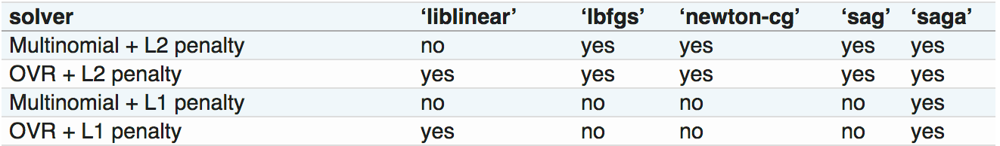 solver ‘liblinear’ ‘lbfgs’ ‘newton-cg’ ‘sag’ ‘saga’
Multinomial + L2 penalty no yes yes yes yes
OVR + L2 penalty yes yes yes yes yes
Multinomial + L1 penalty no no no no yes
OVR + L1 penalty yes no no no yes